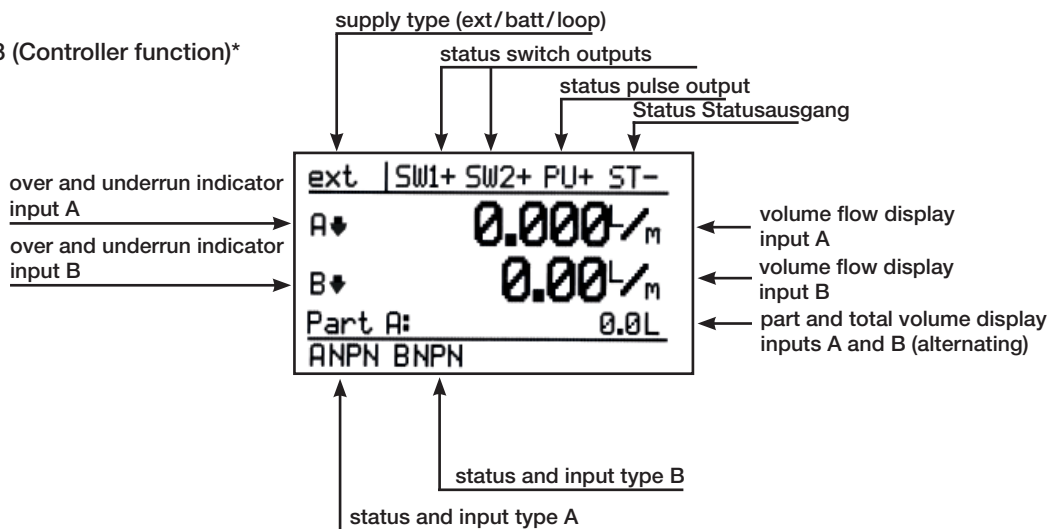 supply type (ext/batt/loop)
3 (Controller function)*
status switch outputs
status pulse output
Status Statusausgang
ext SW1+ SW2+ PU+ ST-
over and underrun indicator
input A
A 0.000 L/m
volume flow display
input A
over and underrun indicator
input B
B 0.00 L/m
volume flow display
input B
Part A: 0.0L
part and total volume display
inputs A and B (alternating)
ANPN BNPN
status and input type B
status and input type A